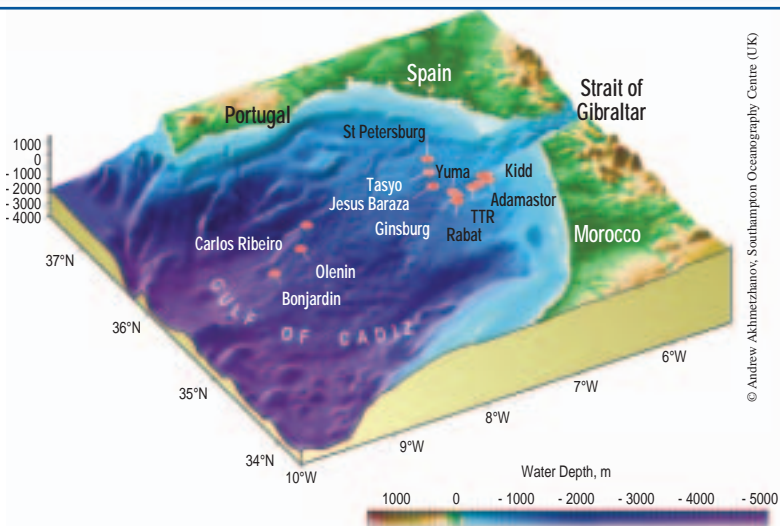 Spain
Strait of
Gibraltar
Portugal
St Petersburg
1000
0
- 1000
- 2000
- 3000
- 4000
Yuma
Kidd
Tasyo
Adamastor
Jesus Baraza
TTR
Ginsburg
Rabat
Morocco
Carlos Ribeiro
37°N
Olenin
Bonjardin
GULF OF CADIZ
36°N
35°N
34°N
10°W
9°W
8°W
7°W
6°W
Water Depth, m
1000 0 - 1000 - 2000 - 3000 - 4000 - 5000
© Andrew Akhmetzhanov, Southampton Oceanography Centre (UK)